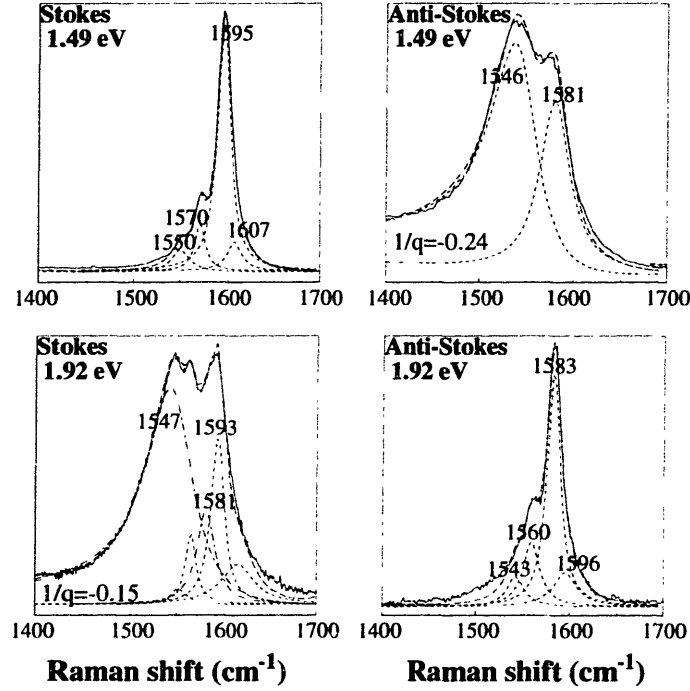 Stokes
1.49 eV
1595
1570
1550
1607
1400 1500 1600 1700
Anti-Stokes
1.49 eV
1546
1581
1/q=-0.24
1400 1500 1600 1700
Stokes
1.92 eV
1547
1593
1581
1/q=-0.15
1400 1500 1600 1700
Raman shift (cm⁻¹)
Anti-Stokes
1.92 eV
1583
1560
1543
1596
1400 1500 1600 1700
Raman shift (cm⁻¹)